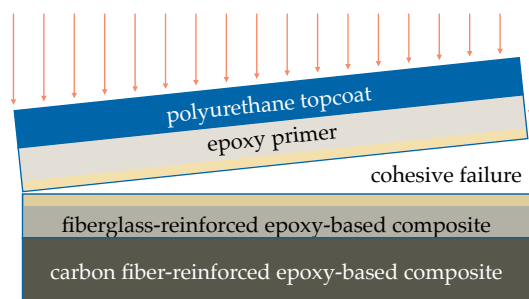 polyurethane topcoat
epoxy primer
cohesive failure
fiberglass-reinforced epoxy-based composite
carbon fiber-reinforced epoxy-based composite